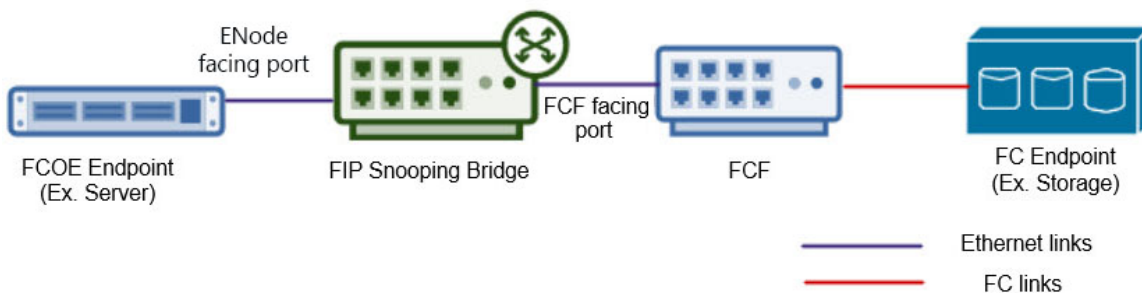 ENode
facing port
FCF facing
port
FCOE Endpoint
(Ex. Server)
FIP Snooping Bridge
FCF
FC Endpoint
(Ex. Storage)
Ethernet links
FC links